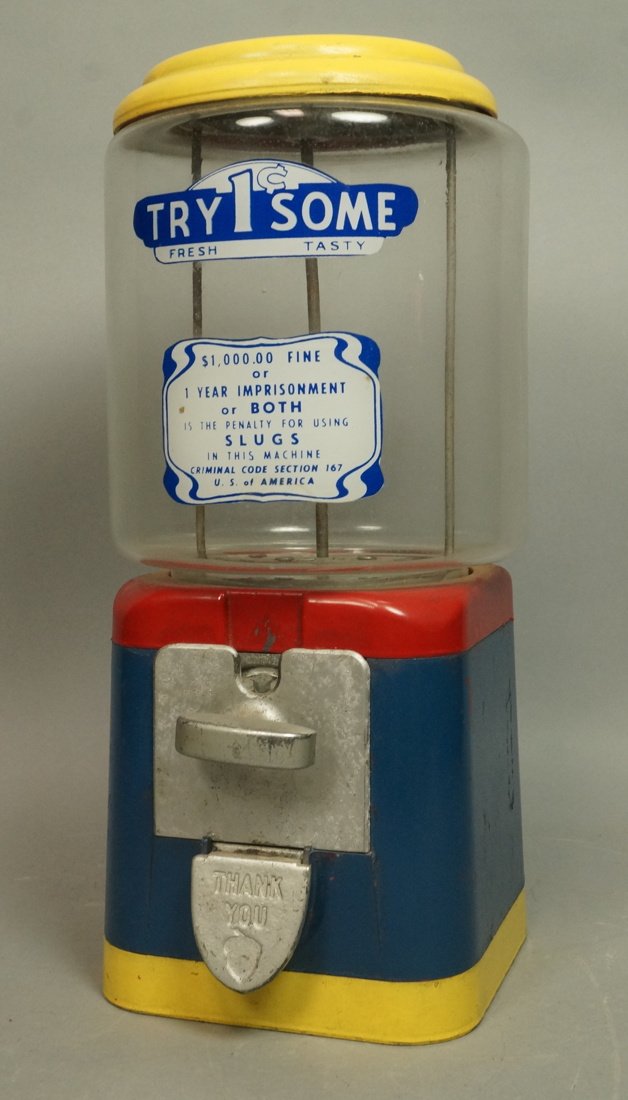 TRY 1¢ SOME
FRESH TASTY
$1,000.00 FINE
or
1 YEAR IMPRISONMENT
or BOTH
IS THE PENALTY FOR USING
SLUGS
IN THIS MACHINE
CRIMINAL CODE SECTION 167
U. S. of AMERICA
THANK
YOU